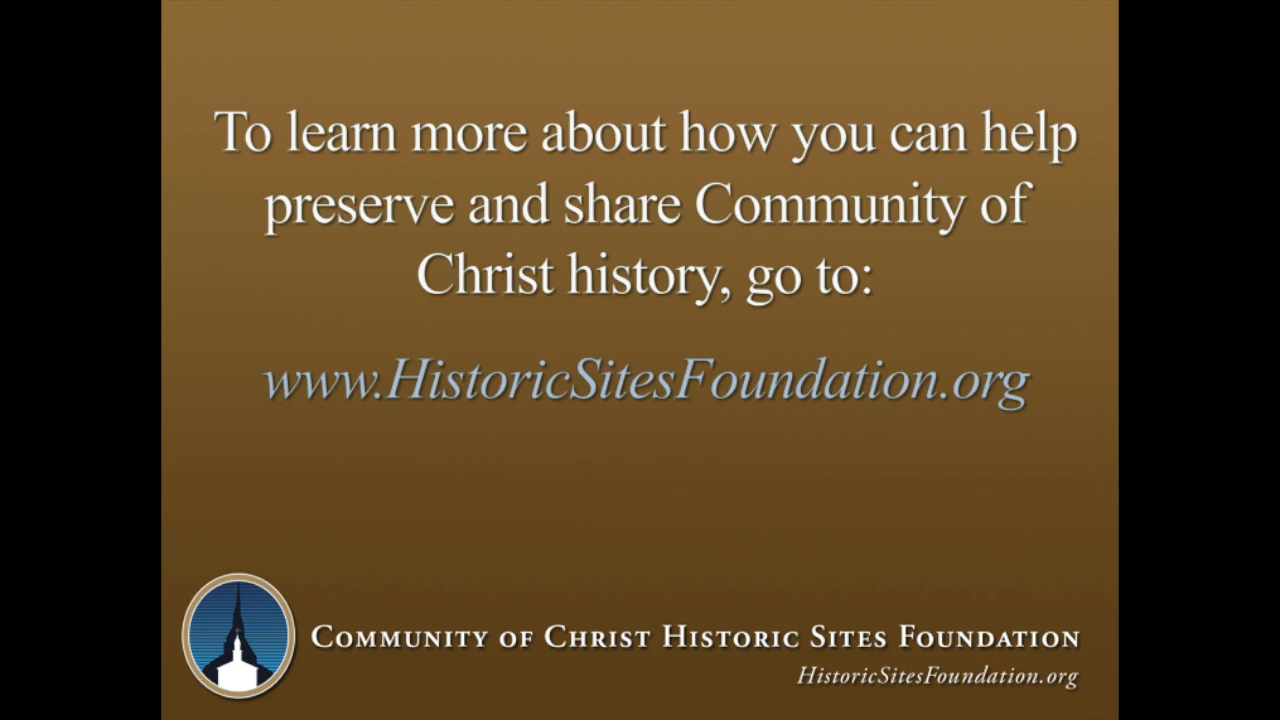 To learn more about how you can help
preserve and share Community of
Christ history, go to:
www.HistoricSitesFoundation.org
Community of Christ Historic Sites Foundation
HistoricSitesFoundation.org